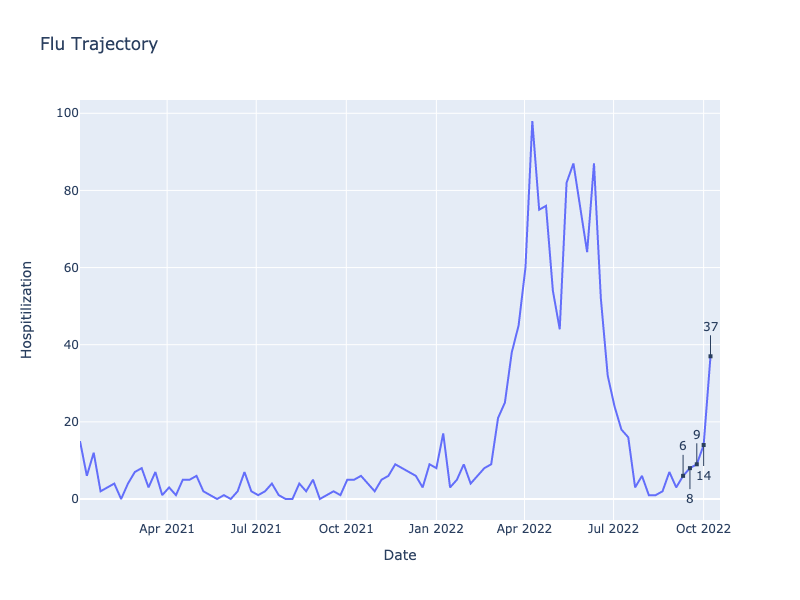 Flu Trajectory
Hospitilization
100
80
60
40
20
0
37
6
9
14
8
Apr 2021
Jul 2021
Oct 2021
Jan 2022
Apr 2022
Jul 2022
Oct 2022
Date